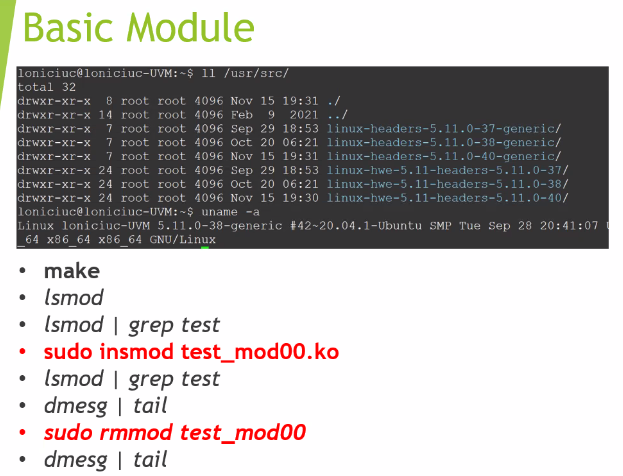 Basic Module
loniciuc@loniciuc-UVM:~$ ll /usr/src/
total 32
drwxr-xr-x  8 root root 4096 Nov 15 19:31 ./
drwxr-xr-x 14 root root 4096 Feb  9  2021 ../
drwxr-xr-x  7 root root 4096 Sep 29 18:53 linux-headers-5.11.0-37-generic/
drwxr-xr-x  7 root root 4096 Oct 20 06:21 linux-headers-5.11.0-38-generic/
drwxr-xr-x  7 root root 4096 Nov 15 19:31 linux-headers-5.11.0-40-generic/
drwxr-xr-x 24 root root 4096 Sep 29 18:53 linux-hwe-5.11-headers-5.11.0-37/
drwxr-xr-x 24 root root 4096 Oct 20 06:21 linux-hwe-5.11-headers-5.11.0-38/
drwxr-xr-x 24 root root 4096 Nov 15 19:30 linux-hwe-5.11-headers-5.11.0-40/
loniciuc@loniciuc-UVM:~$ uname -a
Linux loniciuc-UVM 5.11.0-38-generic #42~20.04.1-Ubuntu SMP Tue Sep 28 20:41:07 U
_64 x86_64 x86_64 GNU/Linux
• make
• lsmod
• lsmod | grep test
• sudo insmod test_mod00.ko
• lsmod | grep test
• dmesg | tail
• sudo rmmod test_mod00
• dmesg | tail